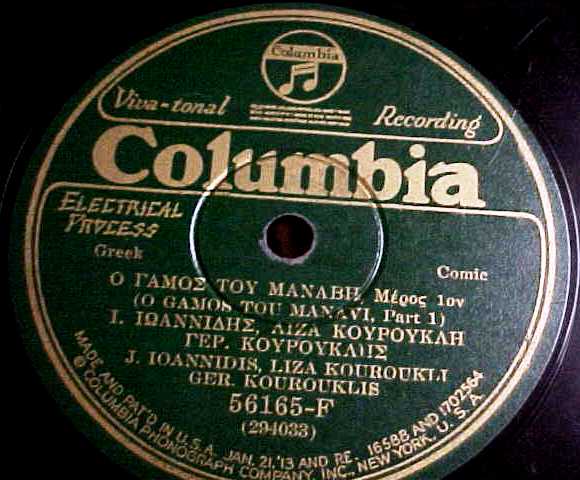 Columbia
Viva-tonal Recording
Columbia
ELECTRICAL
PROCESS
Greek
Comic
Ο ΓΑΜΟΣ ΤΟΥ ΜΑΝΑΒΗ, Μέρος 1ον
(O GAMOS TOU MANAVI, Part 1)
Ι. ΙΩΑΝΝΙΔΗΣ, ΛΙΖΑ ΚΟΥΡΟΥΚΛΗ
ΓΕΡ. ΚΟΥΡΟΥΚΛΗΣ
J. IOANNIDIS, LIZA KOUROUKLI
GER. KOUROUKLIS
56165-F
(294033)
MADE AND PAT'D IN U.S.A. JAN. 21,'13 AND RE. 16588 AND 1702564
© COLUMBIA PHONOGRAPH COMPANY, INC., NEW YORK, U.S.A.